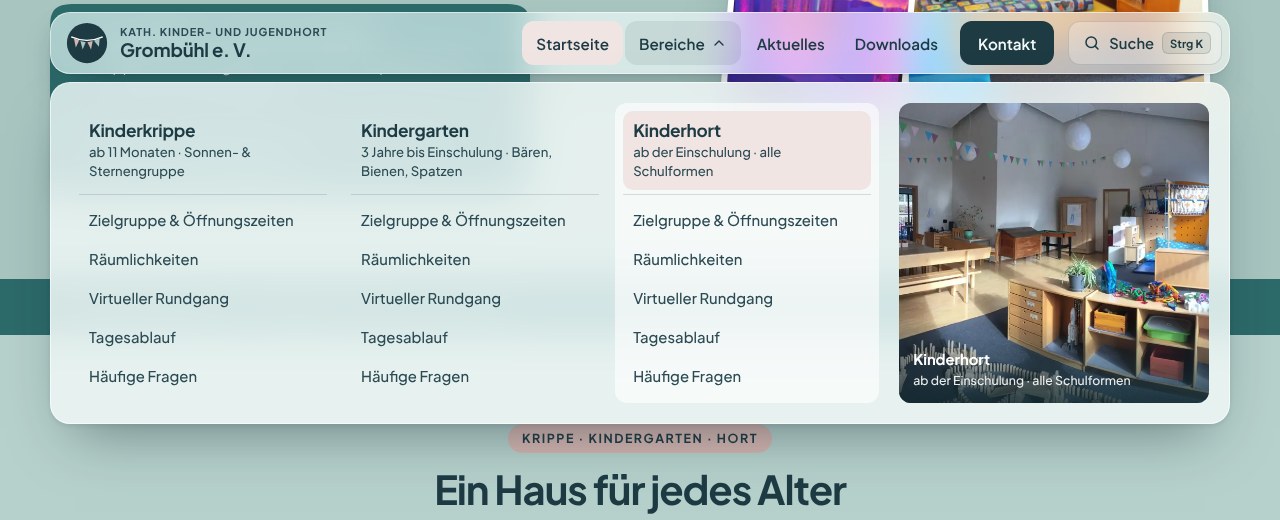 KATH. KINDER- UND JUGENDHORT
Grombühl e. V.
Startseite
Bereiche
Aktuelles
Downloads
Kontakt
Suche
Strg K
Kinderkrippe
ab 11 Monaten · Sonnen- &
Sternengruppe
Zielgruppe & Öffnungszeiten
Räumlichkeiten
Virtueller Rundgang
Tagesablauf
Häufige Fragen
Kindergarten
3 Jahre bis Einschulung · Bären,
Bienen, Spatzen
Zielgruppe & Öffnungszeiten
Räumlichkeiten
Virtueller Rundgang
Tagesablauf
Häufige Fragen
Kinderhort
ab der Einschulung · alle
Schulformen
Zielgruppe & Öffnungszeiten
Räumlichkeiten
Virtueller Rundgang
Tagesablauf
Häufige Fragen
Kinderhort
ab der Einschulung · alle Schulformen
KRIPPE · KINDERGARTEN · HORT
Ein Haus für jedes Alter